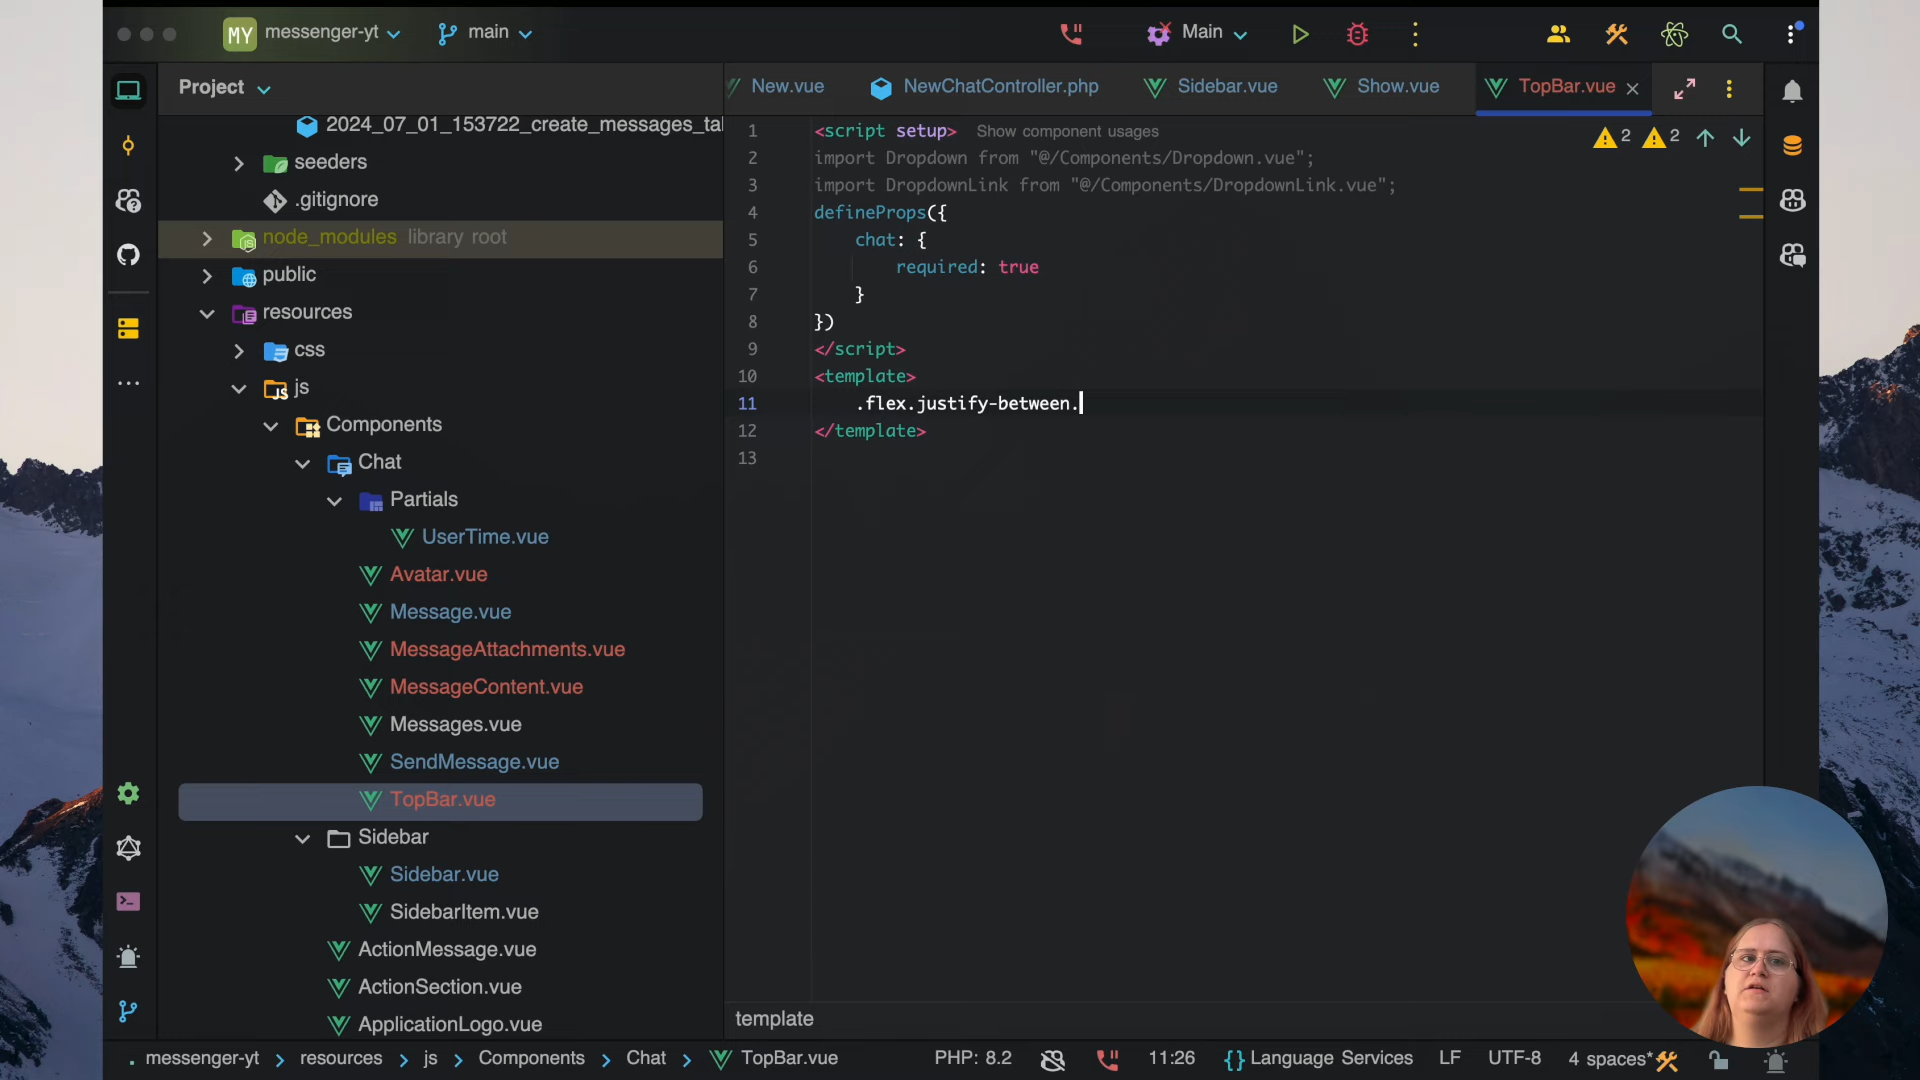 MY messenger-yt main Main
Project
New.vue NewChatController.php Sidebar.vue Show.vue TopBar.vue
2024_07_01_153722_create_messages_ta
seeders
.gitignore
node_modules library root
public
resources
css
js
Components
Chat
Partials
UserTime.vue
Avatar.vue
Message.vue
MessageAttachments.vue
MessageContent.vue
Messages.vue
SendMessage.vue
TopBar.vue
Sidebar
Sidebar.vue
SidebarItem.vue
ActionMessage.vue
ActionSection.vue
ApplicationLogo.vue
1 <script setup> Show component usages
2 2
2 import Dropdown from "@/Components/Dropdown.vue";
3 import DropdownLink from "@/Components/DropdownLink.vue";
4 defineProps({
5 chat: {
6 required: true
7 }
8 })
9 </script>
10 <template>
11 .flex.justify-between.
12 </template>
13
template
messenger-yt > resources > js > Components > Chat > TopBar.vue PHP: 8.2 11:26 {} Language Services LF UTF-8 4 spaces*